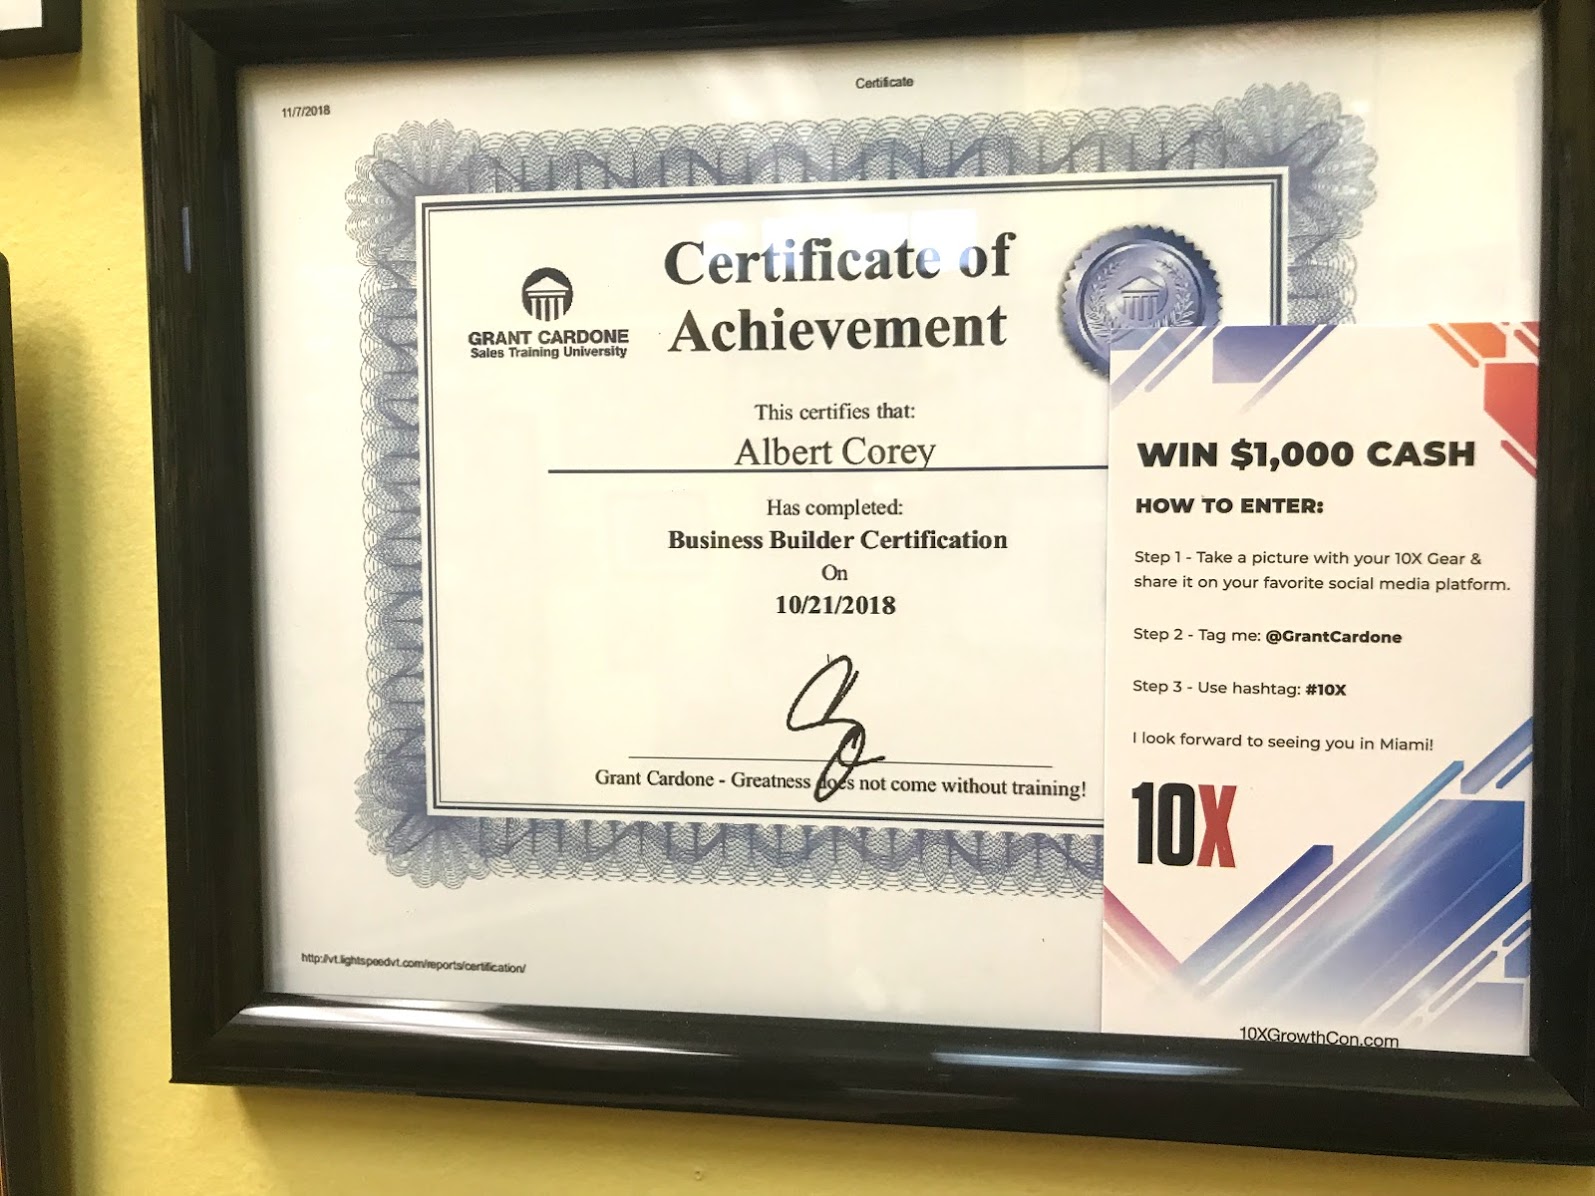 Certificate
11/7/2018
Certificate of
Achievement
GRANT CARDONE
Sales Training University
This certifies that:
Albert Corey
Has completed:
Business Builder Certification
On
10/21/2018
Grant Cardone - Greatness does not come without training!
http://vt.lightspeedvt.com/reports/certification/
WIN $1,000 CASH
HOW TO ENTER:
Step 1 - Take a picture with your 10X Gear &
share it on your favorite social media platform.
Step 2 - Tag me: @GrantCardone
Step 3 - Use hashtag: #10X
I look forward to seeing you in Miami!
10X
10XGrowthCon.com